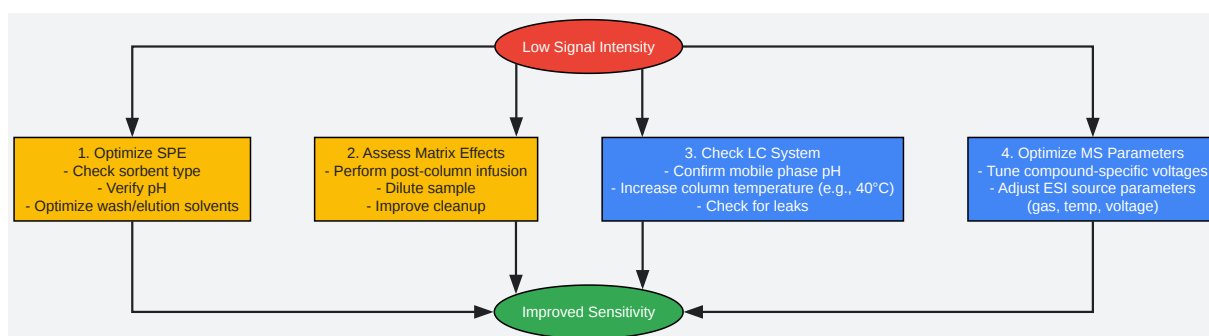 Low Signal Intensity
1. Optimize SPE
- Check sorbent type
- Verify pH
- Optimize wash/elution solvents
2. Assess Matrix Effects
- Perform post-column infusion
- Dilute sample
- Improve cleanup
3. Check LC System
- Confirm mobile phase pH
- Increase column temperature (e.g., 40°C)
- Check for leaks
4. Optimize MS Parameters
- Tune compound-specific voltages
- Adjust ESI source parameters
(gas, temp, voltage)
Improved Sensitivity